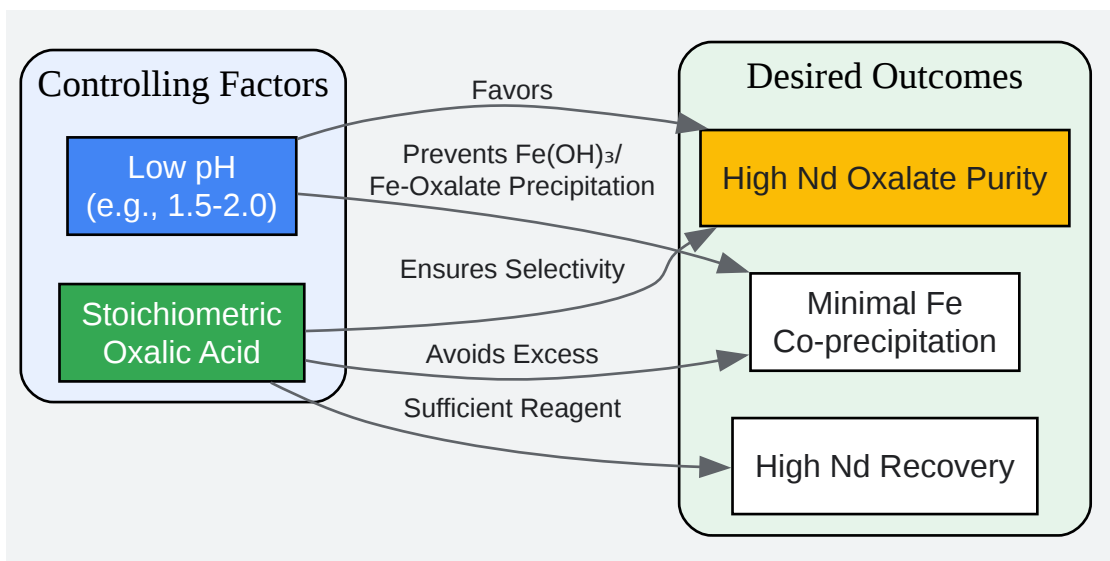 Controlling Factors
Low pH
(e.g., 1.5-2.0)
Stoichiometric
Oxalic Acid
Favors
Prevents Fe(OH)₃/
Fe-Oxalate Precipitation
Ensures Selectivity
Avoids Excess
Sufficient Reagent
Desired Outcomes
High Nd Oxalate Purity
Minimal Fe
Co-precipitation
High Nd Recovery